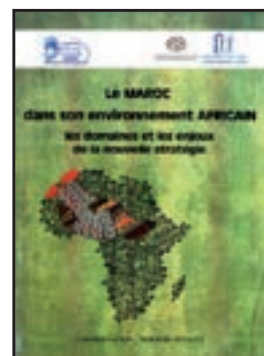 Le MAROC
dans son environnement AFRICAIN
les domaines et les enjeux
de la nouvelle stratégie